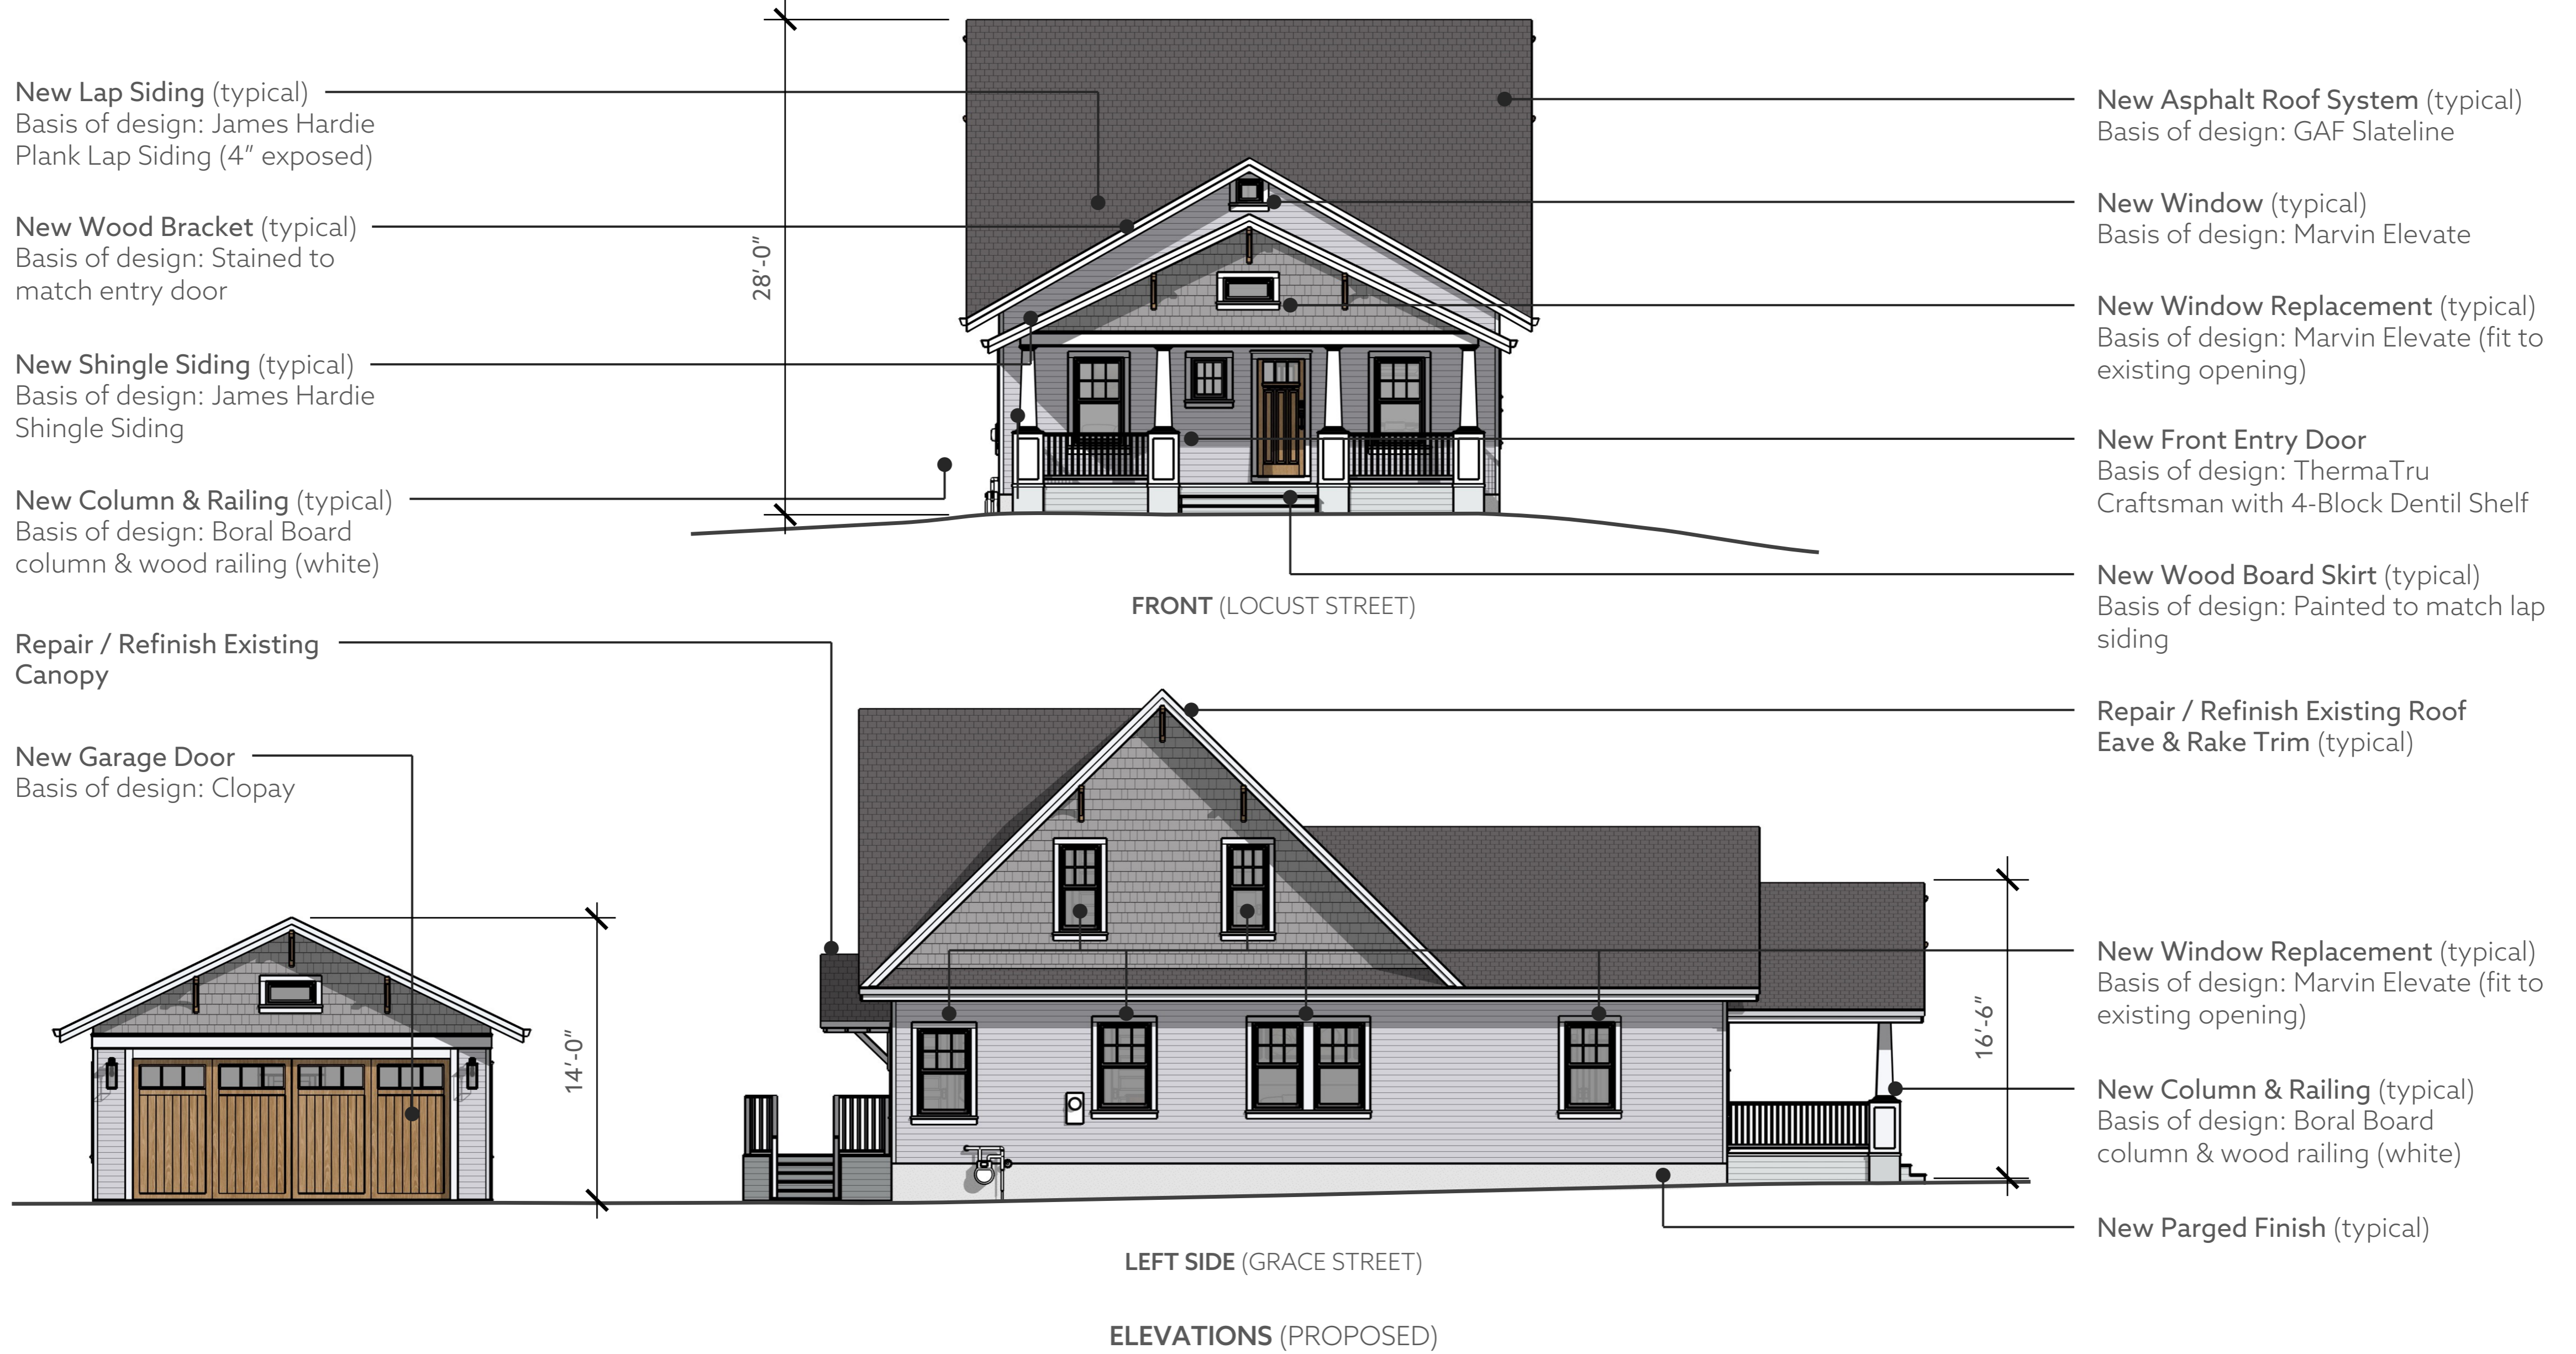 New Lap Siding (typical)
Basis of design: James Hardie
Plank Lap Siding (4" exposed)
New Wood Bracket (typical)
Basis of design: Stained to
match entry door
New Shingle Siding (typical)
Basis of design: James Hardie
Shingle Siding
New Column & Railing (typical)
Basis of design: Boral Board
column & wood railing (white)
28'-0"
New Asphalt Roof System (typical)
Basis of design: GAF Slateline
New Window (typical)
Basis of design: Marvin Elevate
New Window Replacement (typical)
Basis of design: Marvin Elevate (fit to
existing opening)
New Front Entry Door
Basis of design: ThermaTru
Craftsman with 4-Block Dentil Shelf
New Wood Board Skirt (typical)
Basis of design: Painted to match lap
siding
FRONT (LOCUST STREET)
Repair / Refinish Existing
Canopy
New Garage Door
Basis of design: Clopay
14'-0"
Repair / Refinish Existing Roof
Eave & Rake Trim (typical)
16'-6"
New Window Replacement (typical)
Basis of design: Marvin Elevate (fit to
existing opening)
New Column & Railing (typical)
Basis of design: Boral Board
column & wood railing (white)
New Parged Finish (typical)
LEFT SIDE (GRACE STREET)
ELEVATIONS (PROPOSED)